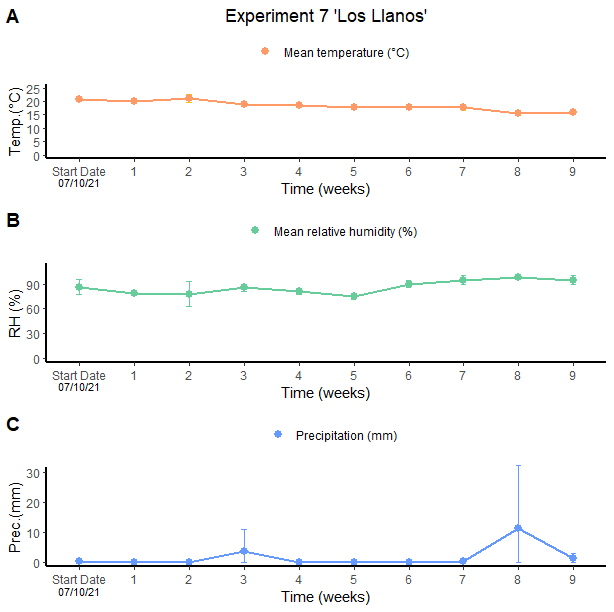 Experiment 7 'Los Llanos'
A
Mean temperature (°C)
Temp.(°C)
25
20
15
10
5
0
Start Date 1 2 3 4 5 6 7 8 9
07/10/21
Time (weeks)
B
Mean relative humidity (%)
RH (%)
90
60
30
0
Start Date 1 2 3 4 5 6 7 8 9
07/10/21
Time (weeks)
C
Precipitation (mm)
Prec.(mm)
30
20
10
0
Start Date 1 2 3 4 5 6 7 8 9
07/10/21
Time (weeks)